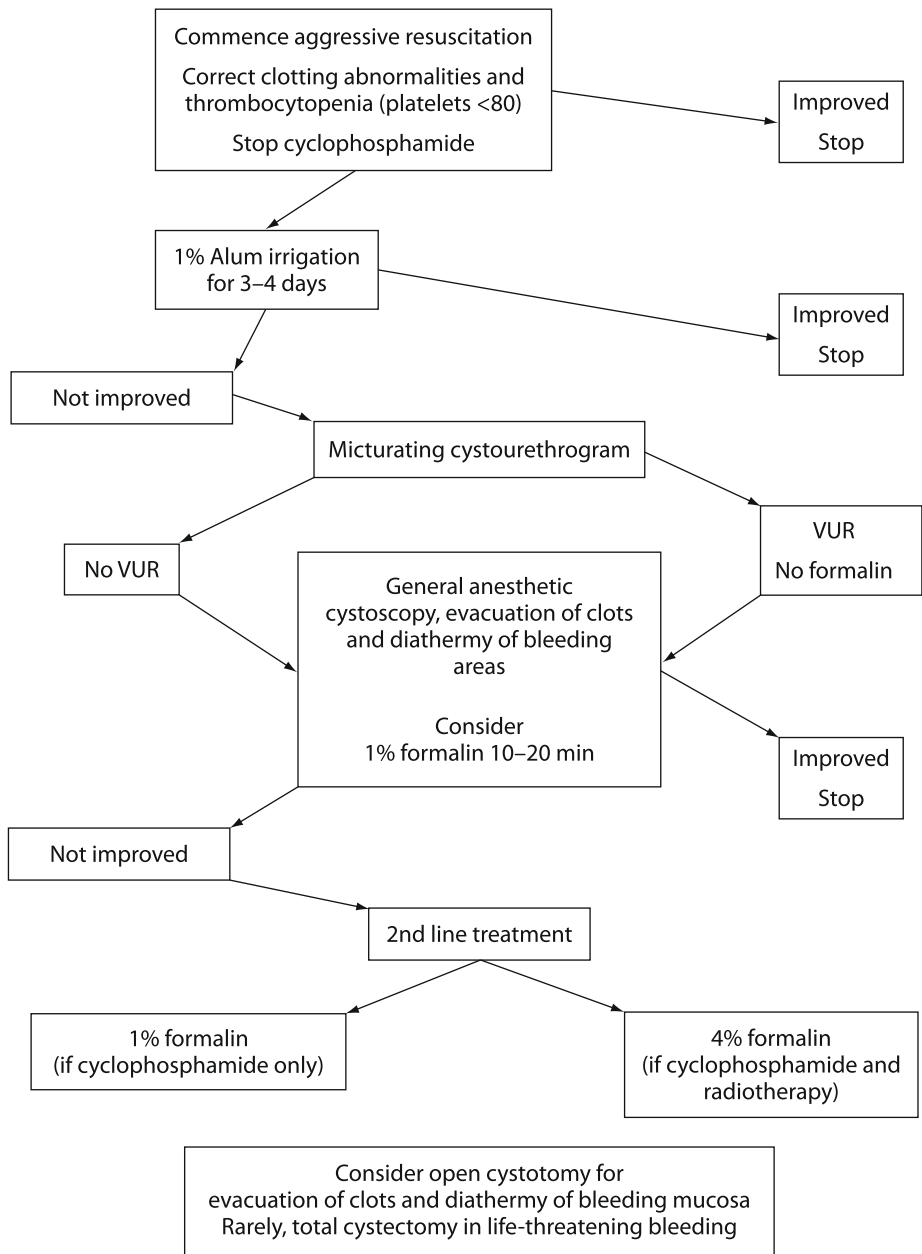 Commence aggressive resuscitation
Correct clotting abnormalities and
thrombocytopenia (platelets <80)
Stop cyclophosphamide
Improved
Stop
1% Alum irrigation
for 3–4 days
Improved
Stop
Not improved
Micturating cystourethrogram
No VUR
VUR
No formalin
General anesthetic
cystoscopy, evacuation of clots
and diathermy of bleeding
areas
Consider
1% formalin 10–20 min
Improved
Stop
Not improved
2nd line treatment
1% formalin
(if cyclophosphamide only)
4% formalin
(if cyclophosphamide and
radiotherapy)
Consider open cystotomy for
evacuation of clots and diathermy of bleeding mucosa
Rarely, total cystectomy in life-threatening bleeding